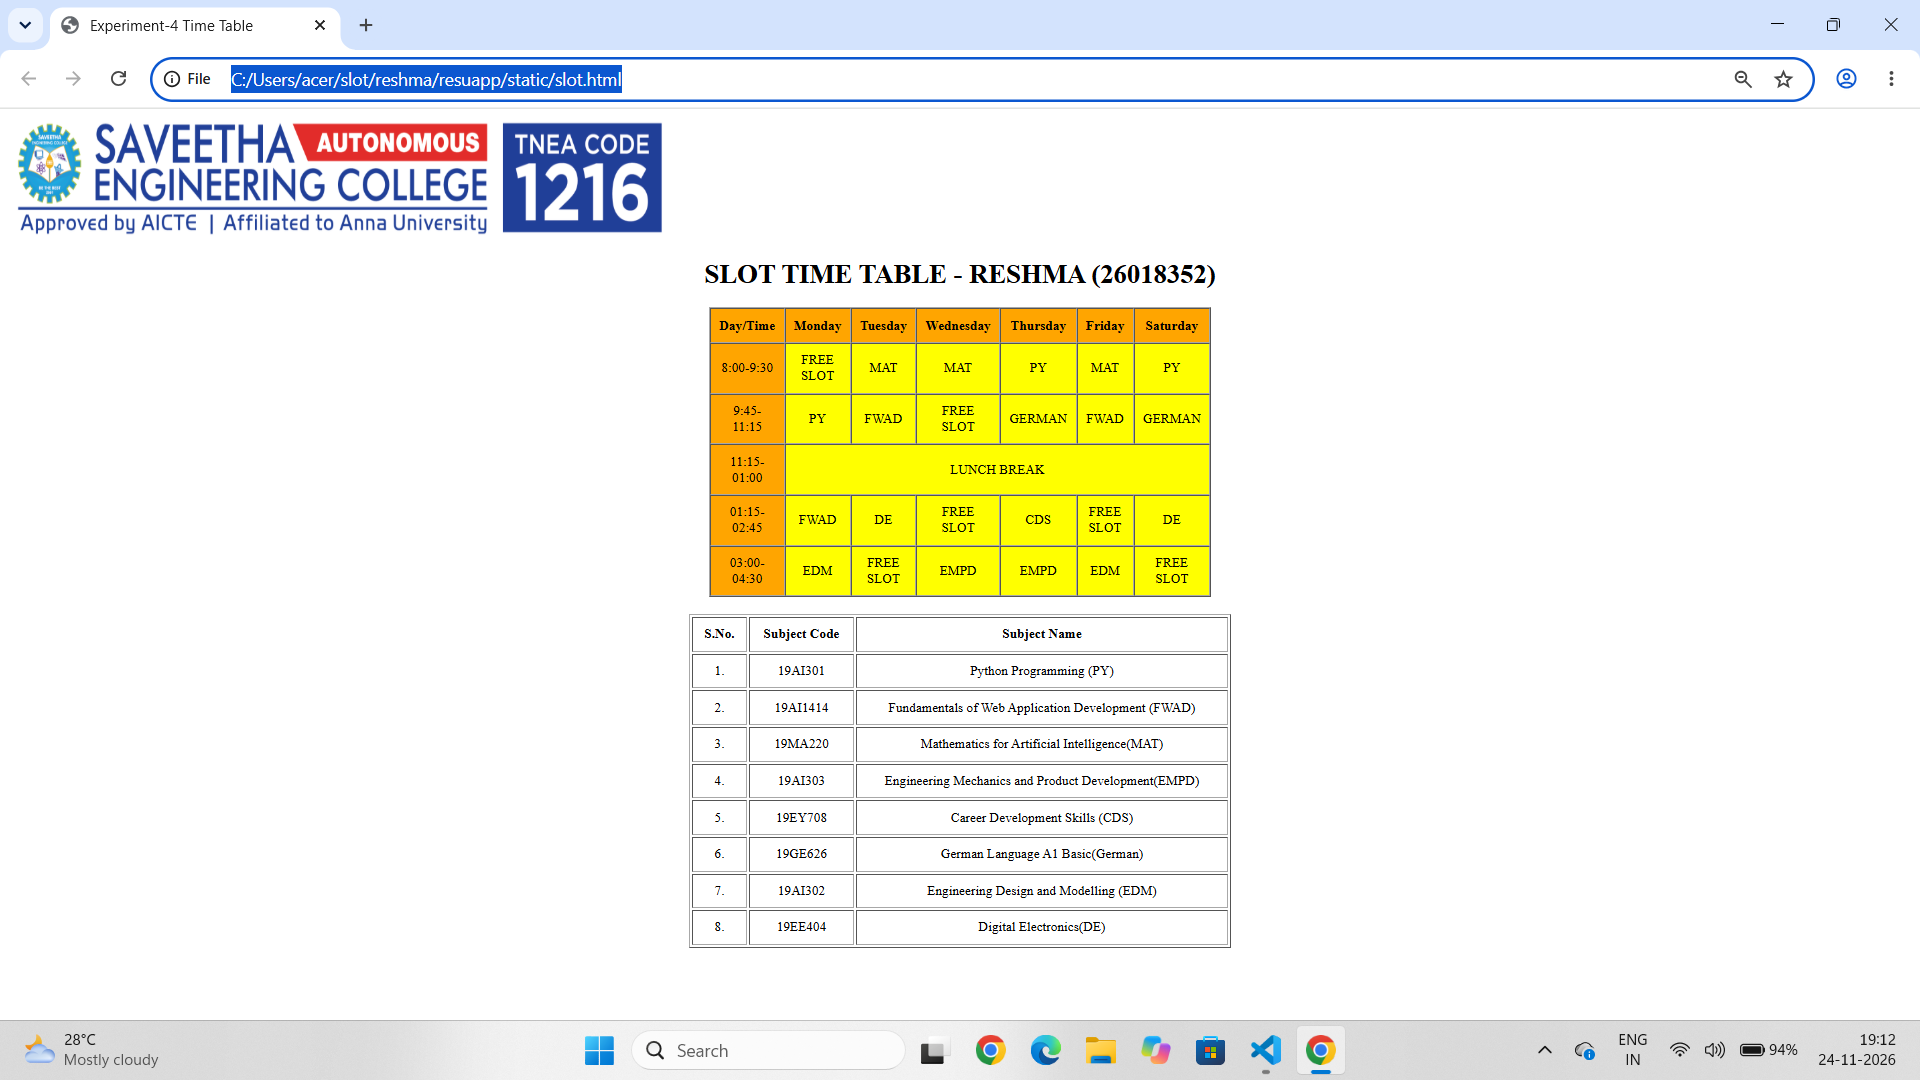 Experiment-4 Time Table
File C:/Users/acer/slot/reshma/resuapp/static/slot.html
SAVEETHA AUTONOMOUS
ENGINEERING COLLEGE
Approved by AICTE | Affiliated to Anna University
TNEA CODE
1216
SLOT TIME TABLE - RESHMA (26018352)
Day/Time Monday Tuesday Wednesday Thursday Friday Saturday
8:00-9:30 FREE SLOT MAT MAT PY MAT PY
9:45-11:15 PY FWAD FREE SLOT GERMAN FWAD GERMAN
11:15-01:00 LUNCH BREAK
01:15-02:45 FWAD DE FREE SLOT CDS FREE SLOT DE
03:00-04:30 EDM FREE SLOT EMPD EMPD EDM FREE SLOT
S.No. Subject Code Subject Name
1. 19AI301 Python Programming (PY)
2. 19AI1414 Fundamentals of Web Application Development (FWAD)
3. 19MA220 Mathematics for Artificial Intelligence(MAT)
4. 19AI303 Engineering Mechanics and Product Development(EMPD)
5. 19EY708 Career Development Skills (CDS)
6. 19GE626 German Language A1 Basic(German)
7. 19AI302 Engineering Design and Modelling (EDM)
8. 19EE404 Digital Electronics(DE)
28°C
Mostly cloudy
Search
ENG
IN
94%
19:12
24-11-2026